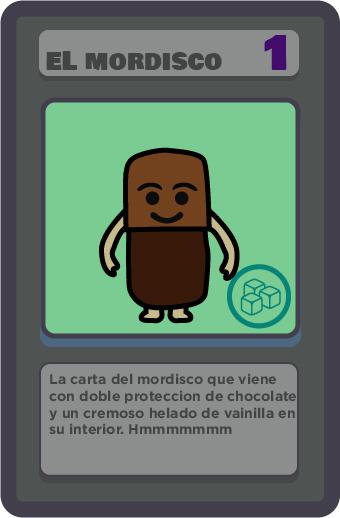 EL MORDISCO 1
La carta del mordisco que viene
con doble proteccion de chocolate
y un cremoso helado de vainilla en
su interior. Hmmmmmmm